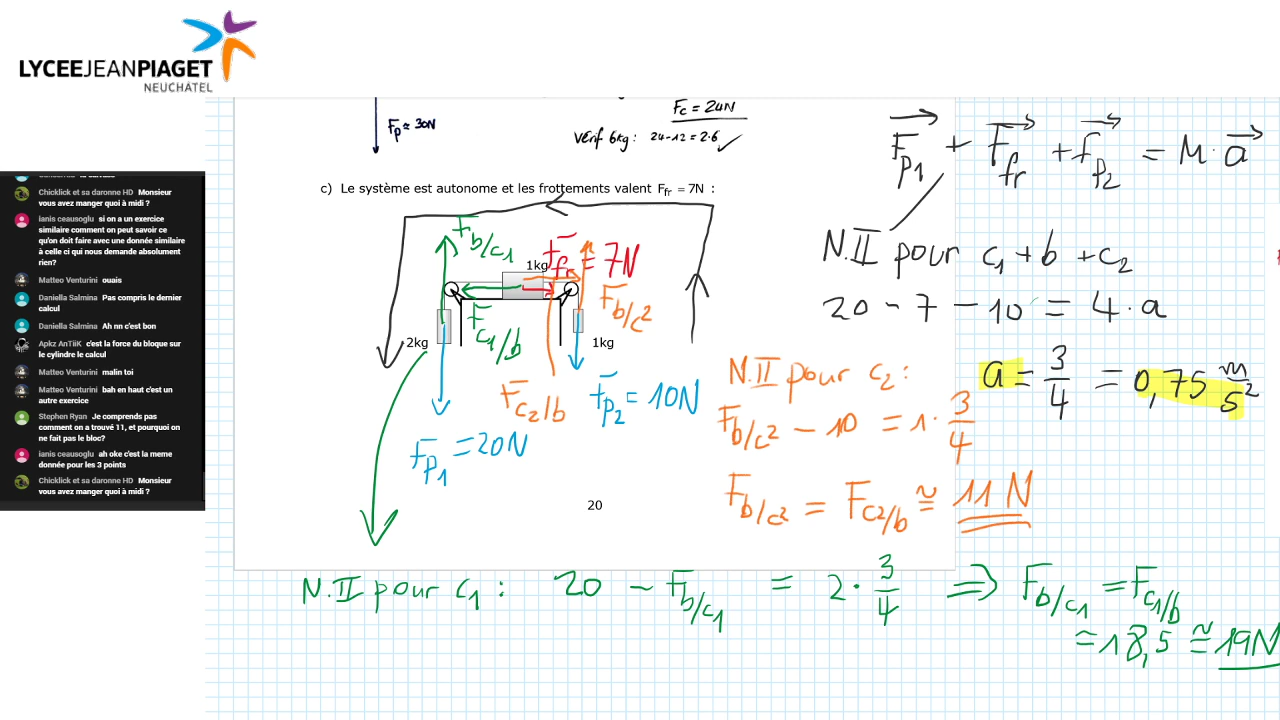 LYCEEJEANPIAGET
NEUCHÂTEL
Chicklick et sa daronne HD Monsieur
vous avez manger quoi à midi ?
ianis ceausoglu si on a un exercice
similaire comment on peut savoir ce
qu'on doit faire avec une donnée similaire
à celle ci qui nous demande absolument
rien?
Matteo Venturini ouais
Daniella Salmina Pas compris le dernier
calcul
Daniella Salmina Ah nn c'est bon
Apkz AnTiiK c'est la force du bloque sur
le cylindre le calcul
Matteo Venturini malin toi
Matteo Venturini bah en haut c'est un
autre exercice
Stephen Ryan Je comprends pas
comment on a trouvé 11, et pourquoi on
ne fait pas le bloc?
ianis ceausoglu ah oke c'est la meme
donnée pour les 3 points
Chicklick et sa daronne HD Monsieur
vous avez manger quoi à midi ?
Fp ≈ 30N
Fc = 24N
Vérif 6kg : 24-12 = 2·6 ✓
c) Le système est autonome et les frottements valent Ffr = 7N :
Fb/c1
Ffr = 7N
1kg
Fb/c2
Fc1/b
2kg
1kg
Fc2/b
Fp2 = 10N
Fp1 = 20N
20
Fp1 + Ffr + Fp2 = M · a
N.II pour c1 + b + c2
20 - 7 - 10 = 4 · a
a = 3/4 = 0,75 m/s²
N.II pour c2 :
Fb/c2 - 10 = 1 · 3/4
Fb/c2 = Fc2/b ≅ 11 N
N.II pour c1 : 20 - Fb/c1 = 2 · 3/4 => Fb/c1 = Fc1/b
= 18,5 ≅ 19N